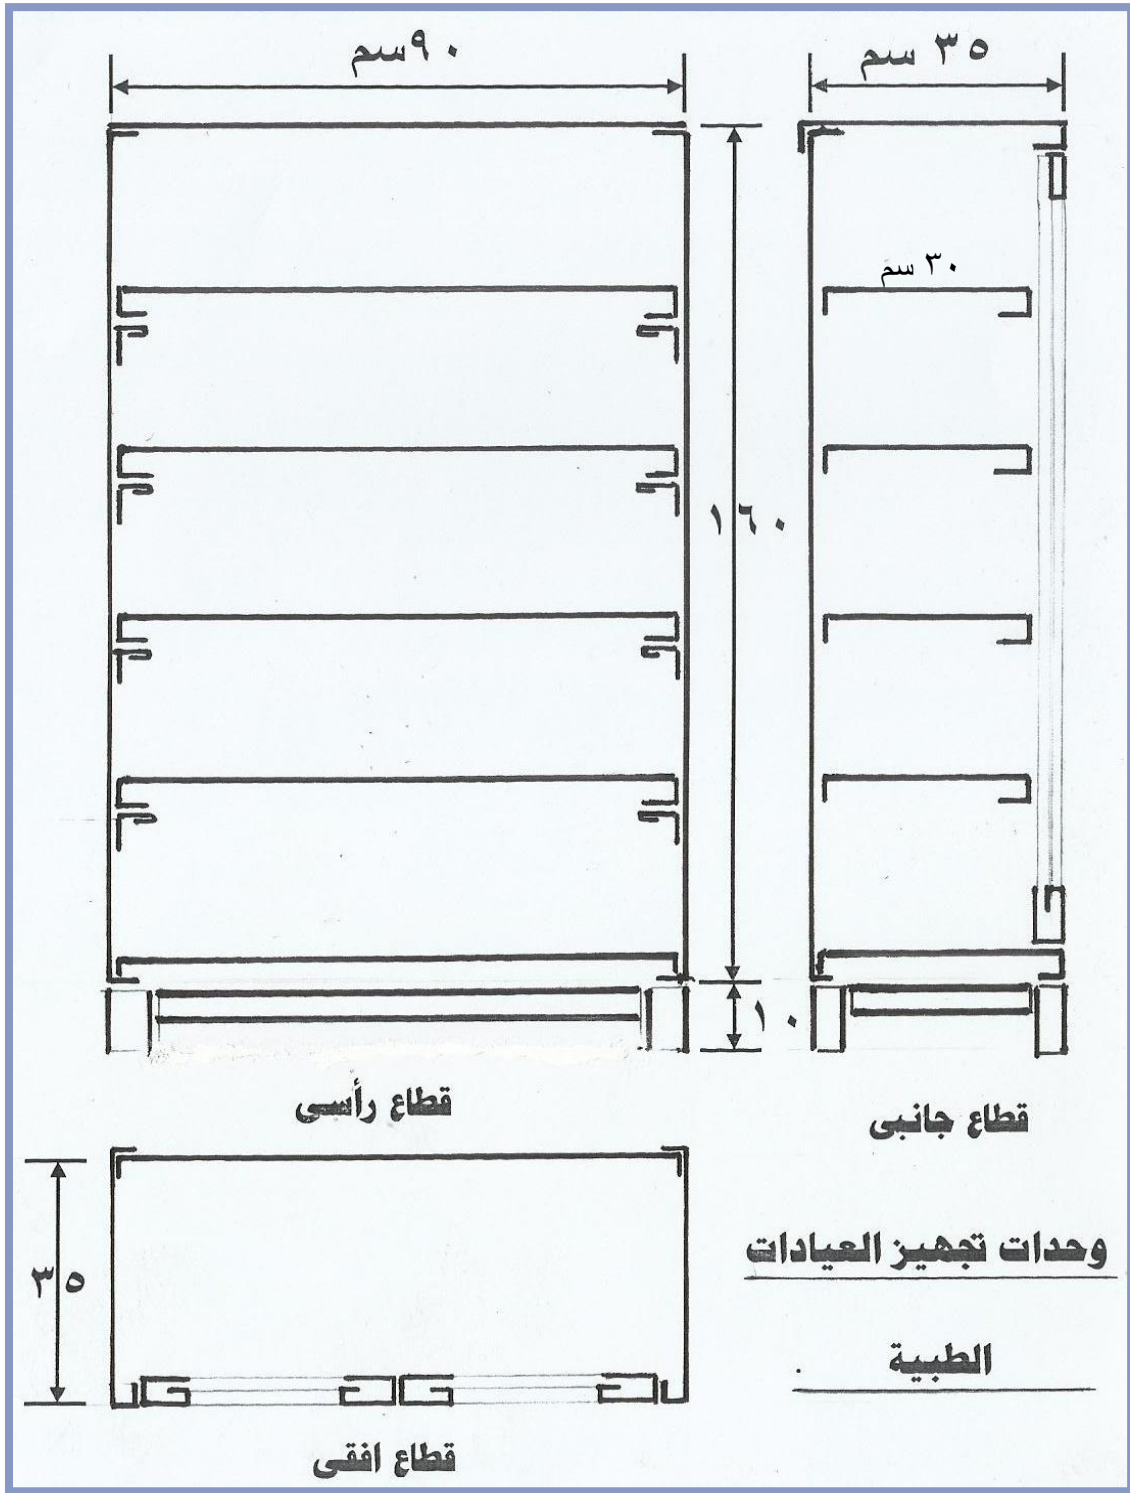 ٩٠سم
٣٥ سم
٣٠ سم
١٦٠
١٠
قطاع رأسى
قطاع جانبى
٣٥
وحدات تجهيز العيادات
الطبية
قطاع افقى